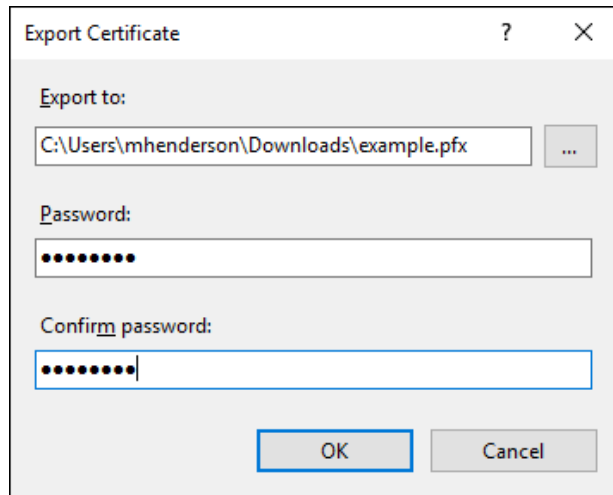 Export Certificate ?
Export to:
C:\Users\mhenderson\Downloads\example.pfx ...
Password:
••••••••
Confirm password:
••••••••
OK Cancel